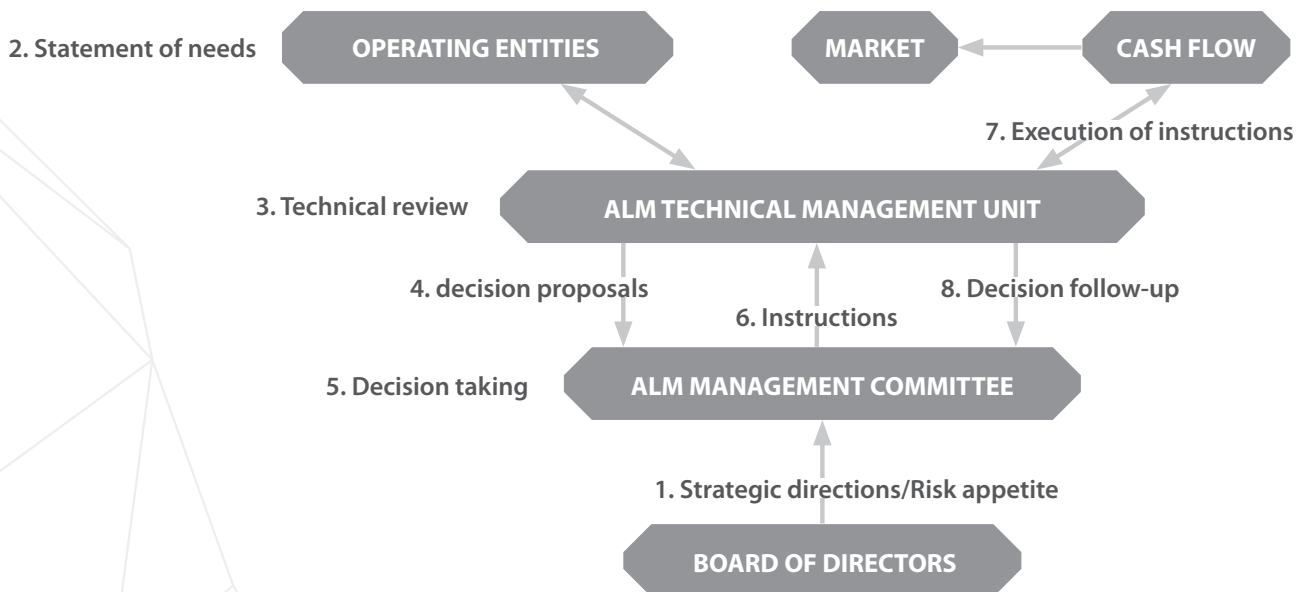 2. Statement of needs
OPERATING ENTITIES
MARKET
CASH FLOW
7. Execution of instructions
3. Technical review
ALM TECHNICAL MANAGEMENT UNIT
4. decision proposals
8. Decision follow-up
6. Instructions
5. Decision taking
ALM MANAGEMENT COMMITTEE
1. Strategic directions/Risk appetite
BOARD OF DIRECTORS